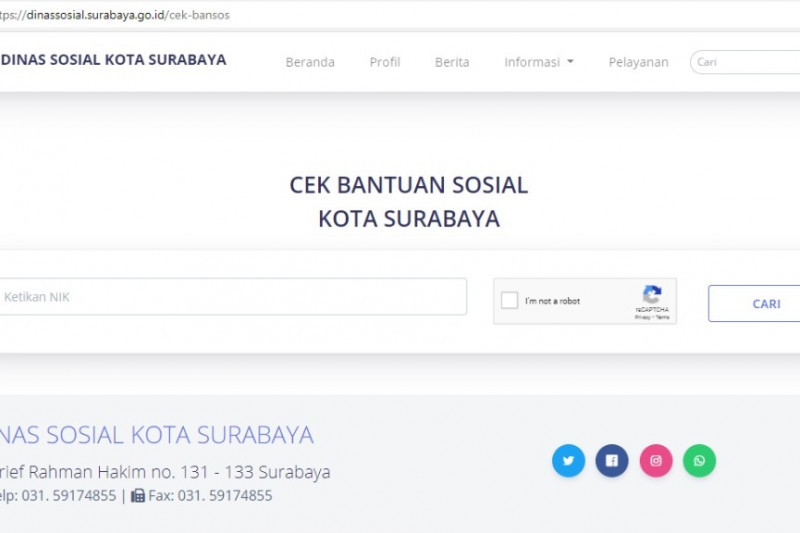 ttps://dinassosial.surabaya.go.id/cek-bansos
DINAS SOSIAL KOTA SURABAYA Beranda Profil Berita Informasi Pelayanan Cari
CEK BANTUAN SOSIAL
KOTA SURABAYA
Ketikan NIK I'm not a robot CARI
reCAPTCHA
Privacy - Terms
NAS SOSIAL KOTA SURABAYA
rief Rahman Hakim no. 131 - 133 Surabaya
elp: 031. 59174855 | Fax: 031. 59174855